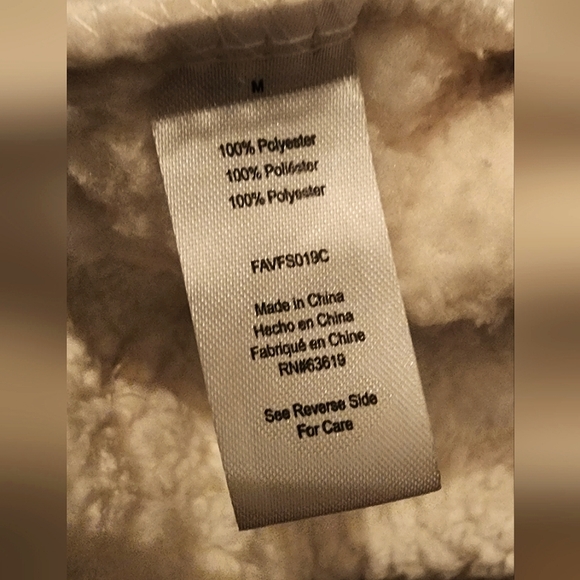 M
100% Polyester
100% Poliéster
100% Polyester
FAVFS019C
Made in China
Hecho en China
Fabriqué en Chine
RN#63619
See Reverse Side
For Care